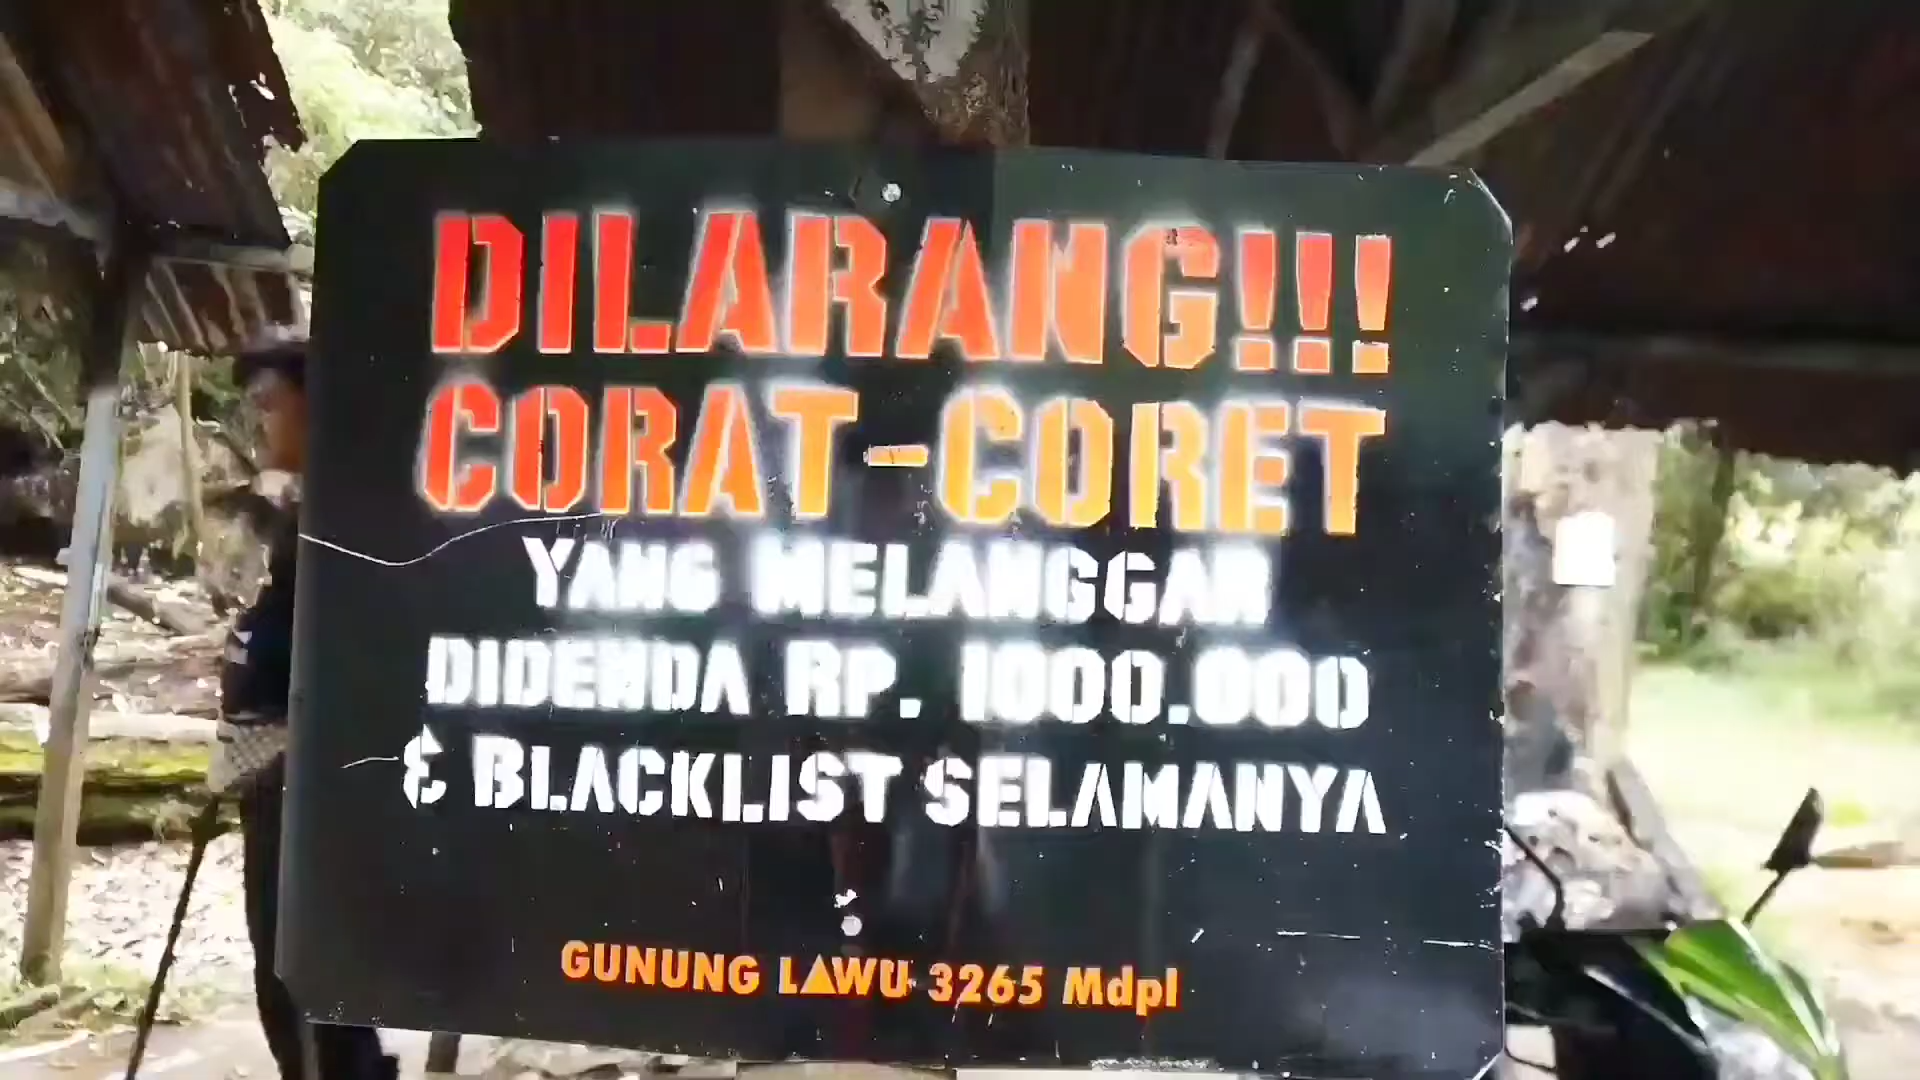 DILARANG!!!
CORAT-CORET
YANG MELANGGAR
DIDENDA RP. 1000.000
& BLACKLIST SELAMANYA
GUNUNG LAWU 3265 Mdpl